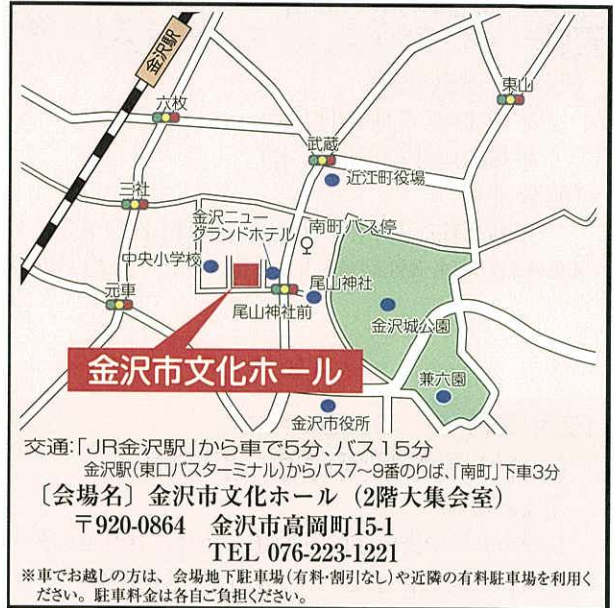 金沢駅
東山
六枚
武蔵
近江町役場
三社
金沢ニュー
グランドホテル
南町バス停
中央小学校
尾山神社
元車
尾山神社前
金沢城公園
金沢市文化ホール
兼六園
金沢市役所
交通:「JR金沢駅」から車で5分、バス15分
金沢駅(東口バスターミナル)からバス7〜9番のりば、「南町」下車3分
〔会場名〕金沢市文化ホール (2階大集会室)
〒920-0864 金沢市高岡町15-1
TEL 076-223-1221
※車でお越しの方は、会場地下駐車場(有料・割引なし)や近隣の有料駐車場を利用く
ださい。駐車料金は各自ご負担ください。